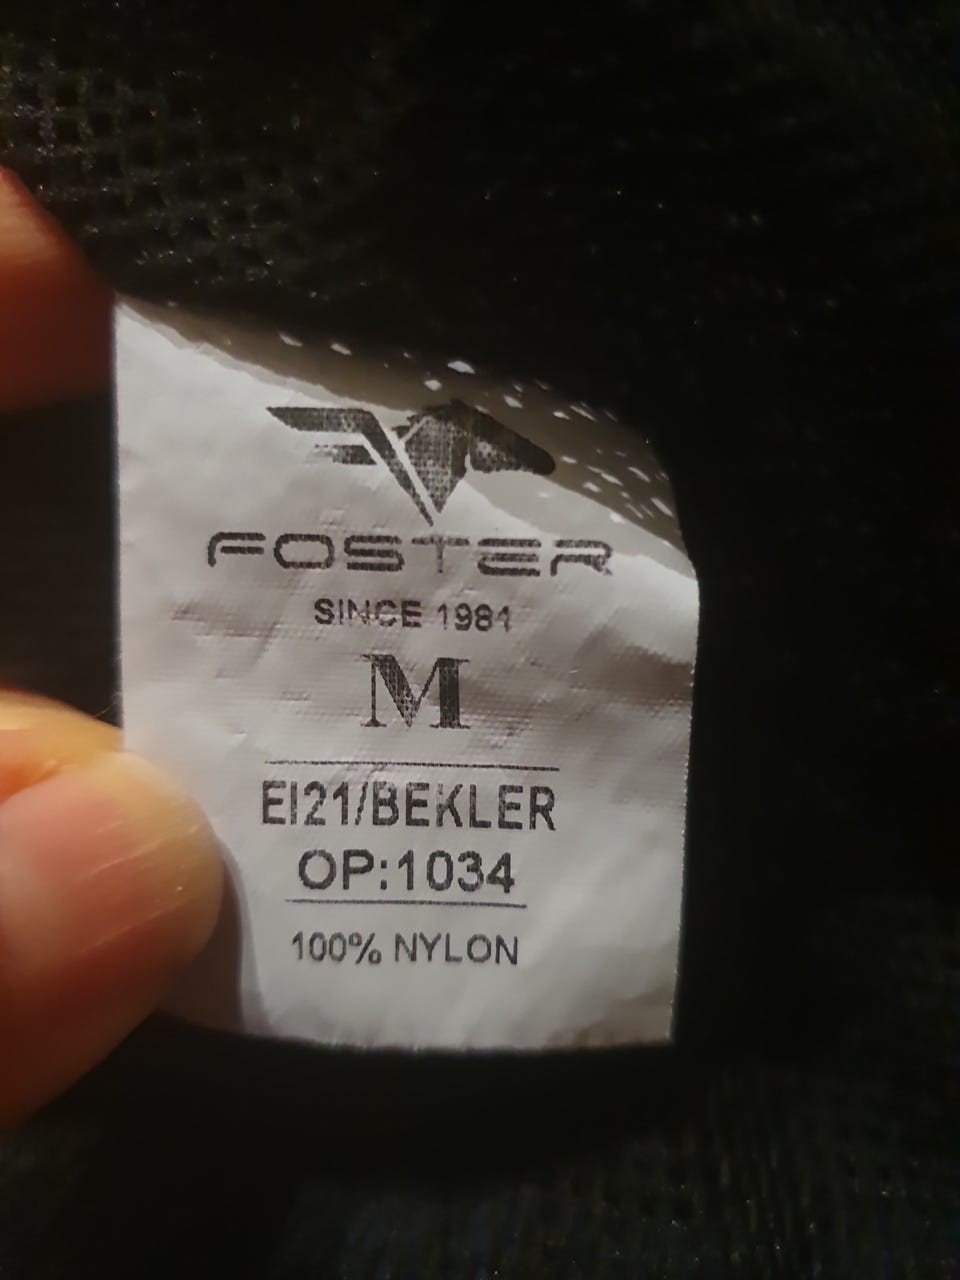 FOSTER
SINCE 1981
M
EI21/BEKLER
OP:1034
100% NYLON